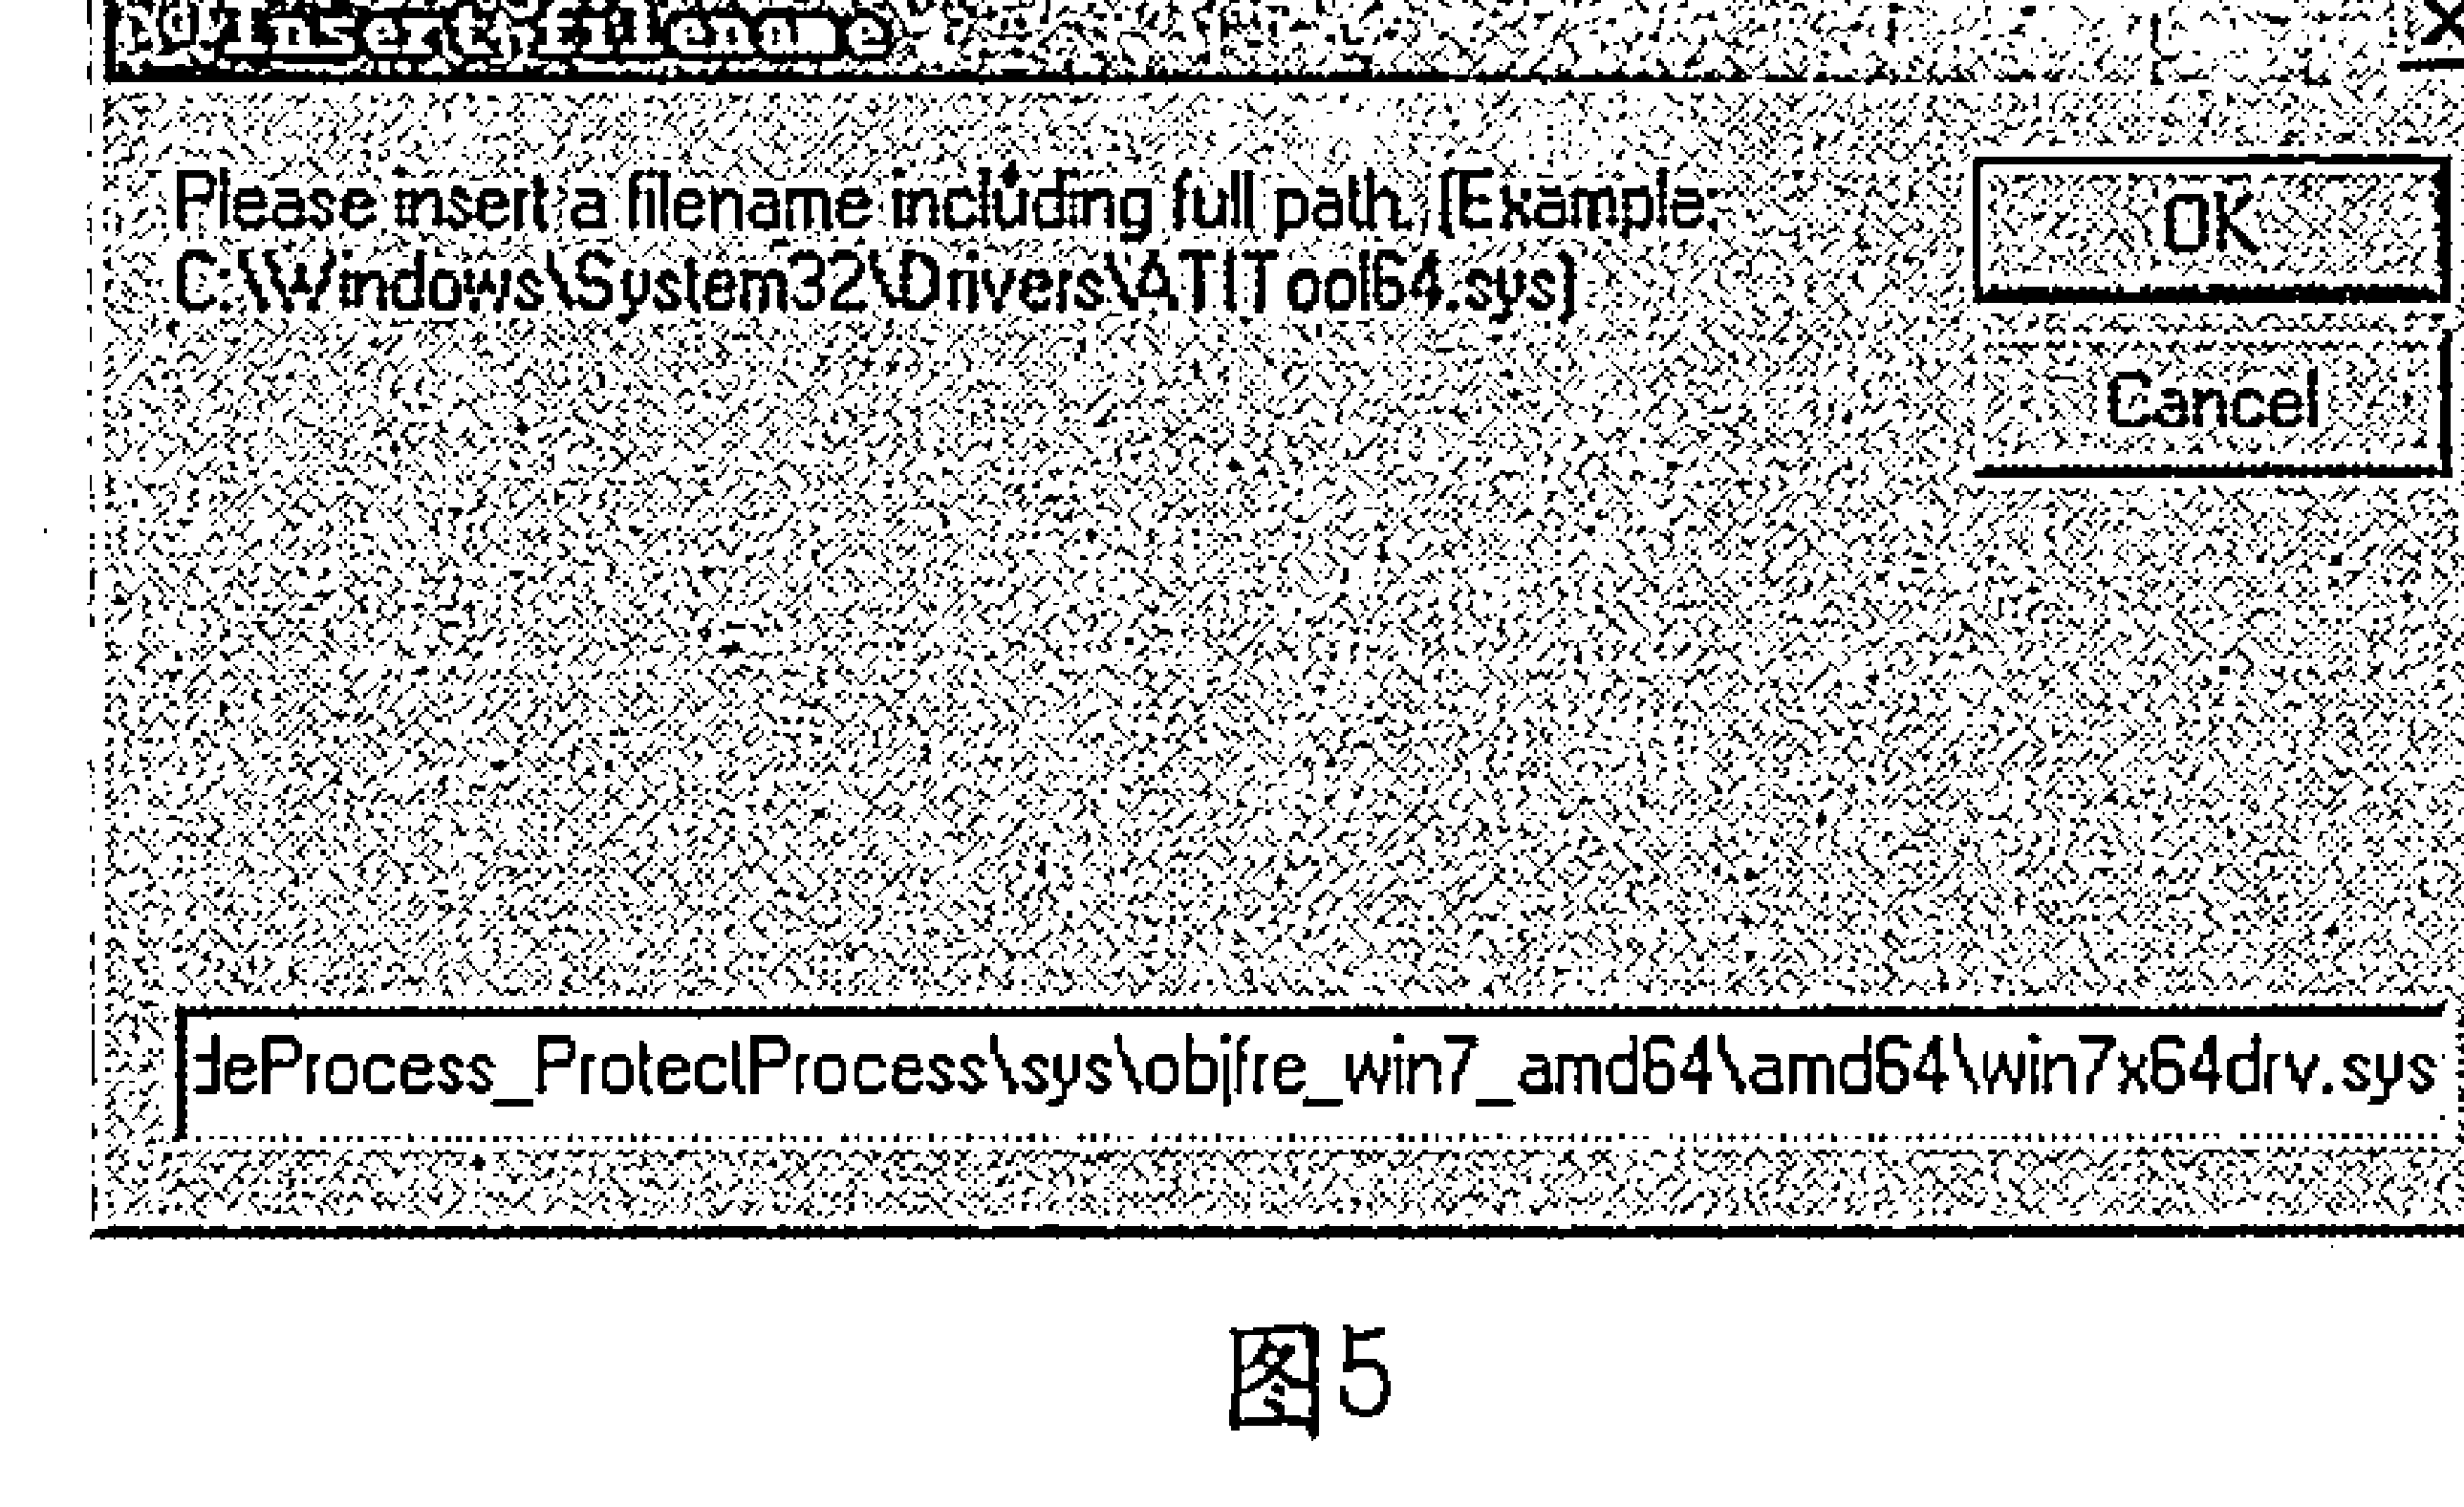 Insert filename
Please insert a filename including full path. (Example:
OK
C:\Windows\System32\Drivers\ATITool64.sys)
Cancel
deProcess_ProtectProcess\sys\objfre_win7_amd64\amd64\win7x64drv.sys
图5